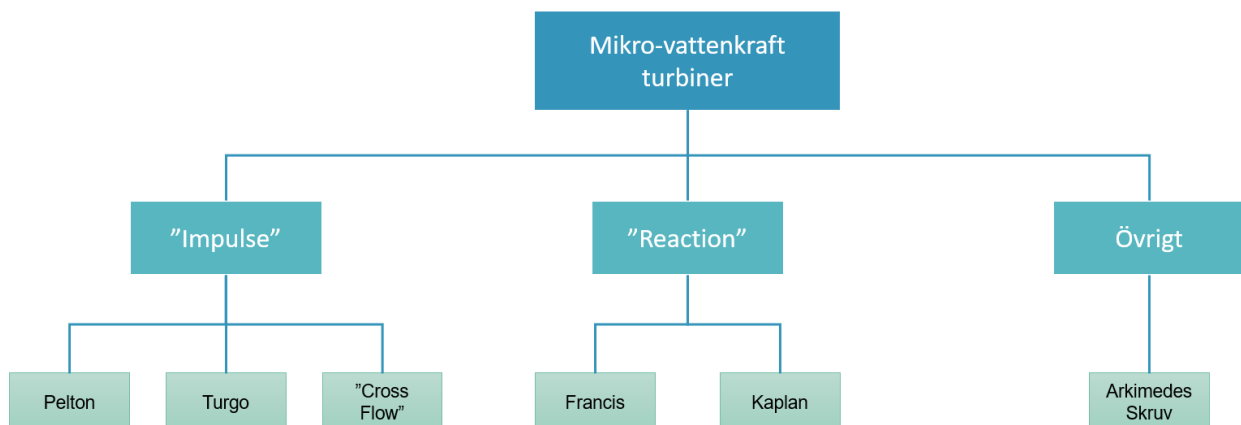 Mikro-vattenkraft
turbiner
”Impulse”
”Reaction”
Övrigt
Pelton
Turgo
”Cross
Flow”
Francis
Kaplan
Arkimedes
Skruv